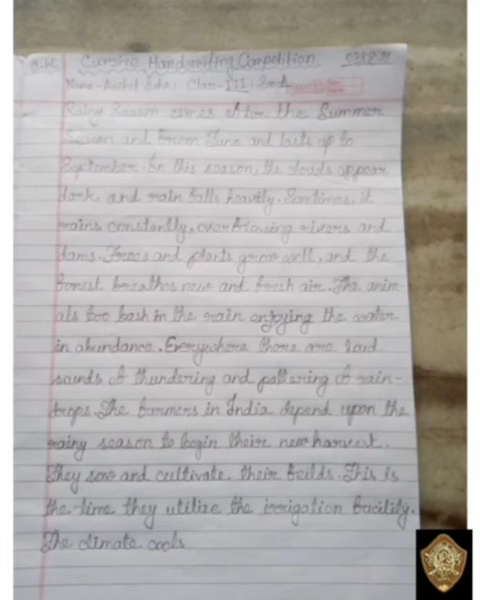 Cursive Handwriting Competition
Name - Class - III
Rainy Season comes after the Summer
Season and from June and lasts up to
September. In this season, the clouds appear
dark, and rain falls heavily. Sometimes, it
rains constantly, overflowing rivers and
dams. Trees and plants grow well, and the
forest breathes new and fresh air. The anim-
als too bask in the rain enjoying the water
in abundance. Everywhere there are loud
sounds of thundering and pattering of rain-
drops. The farmers in India depend upon the
rainy season to begin their new harvest.
They sow and cultivate their This is
the time they utilize the irrigation facility.
The climate cools